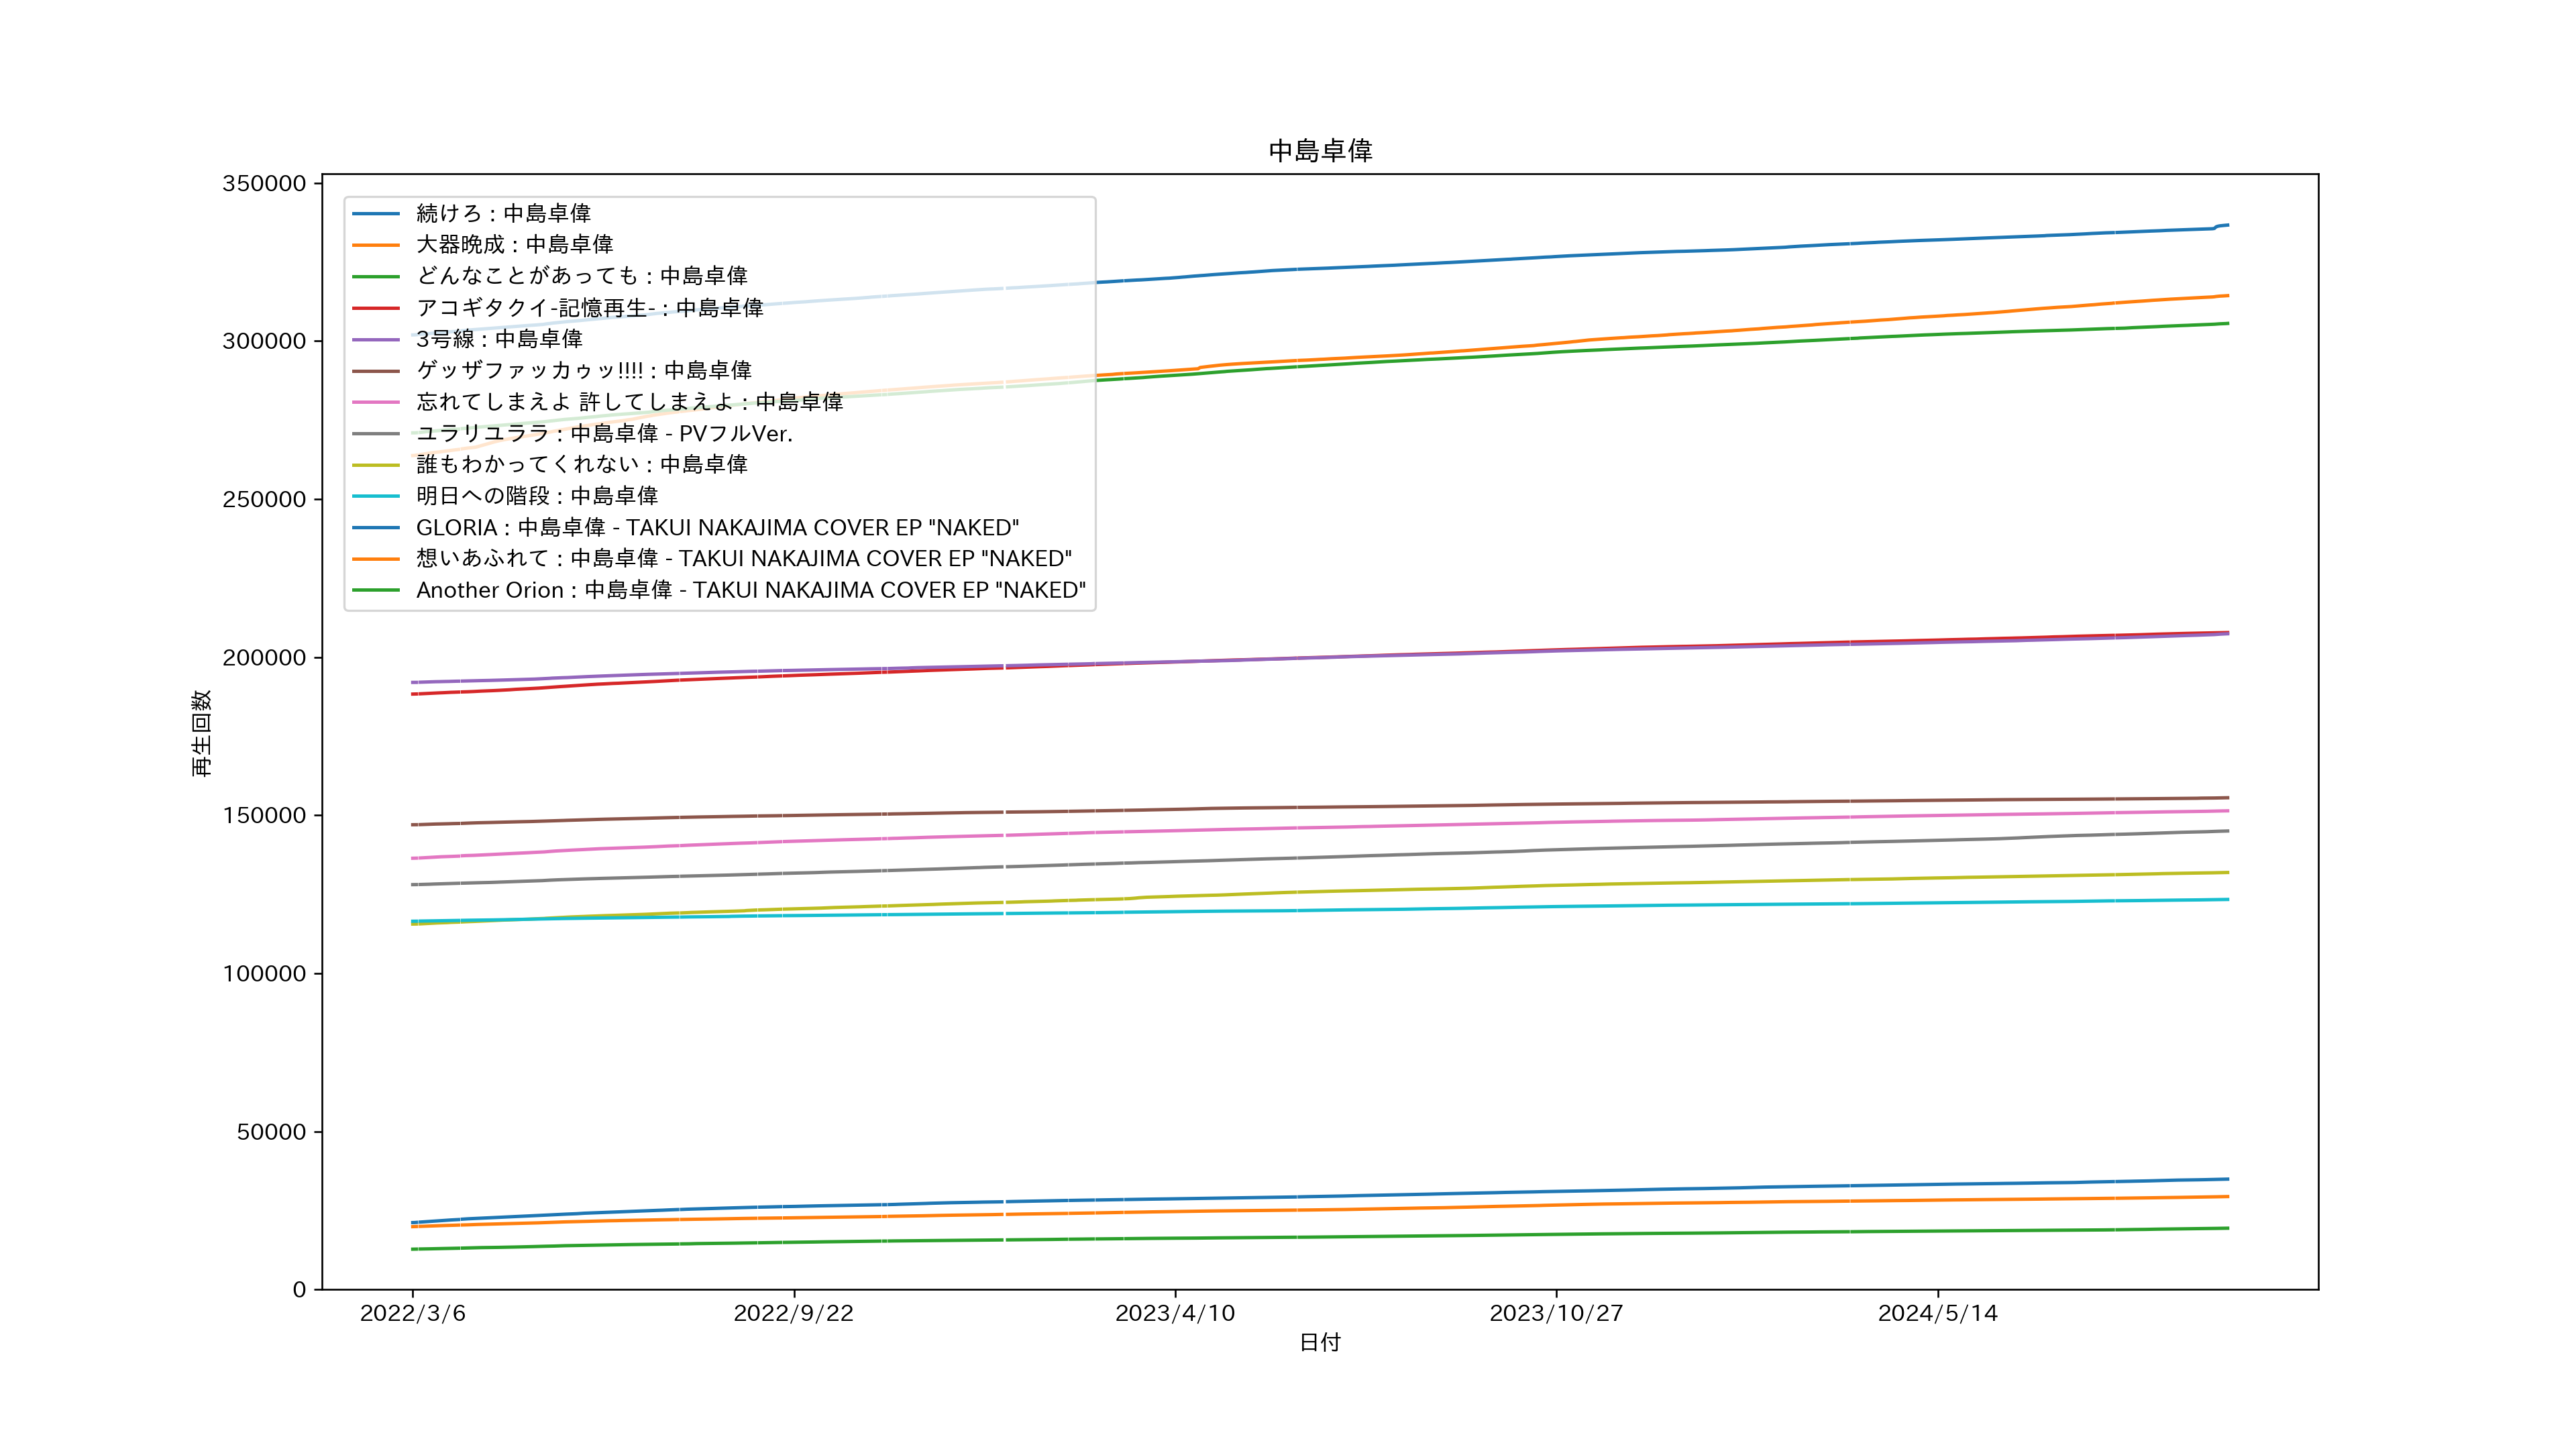 中島卓偉
350000
300000
250000
200000
150000
100000
50000
0
再生回数
続けろ : 中島卓偉
大器晩成 : 中島卓偉
どんなことがあっても : 中島卓偉
アコギタクイ-記憶再生- : 中島卓偉
3号線 : 中島卓偉
ゲッザファッカゥッ!!!! : 中島卓偉
忘れてしまえよ 許してしまえよ : 中島卓偉
ユラリユララ : 中島卓偉 - PVフルVer.
誰もわかってくれない : 中島卓偉
明日への階段 : 中島卓偉
GLORIA : 中島卓偉 - TAKUI NAKAJIMA COVER EP "NAKED"
想いあふれて : 中島卓偉 - TAKUI NAKAJIMA COVER EP "NAKED"
Another Orion : 中島卓偉 - TAKUI NAKAJIMA COVER EP "NAKED"
2022/3/6
2022/9/22
2023/4/10
2023/10/27
2024/5/14
日付